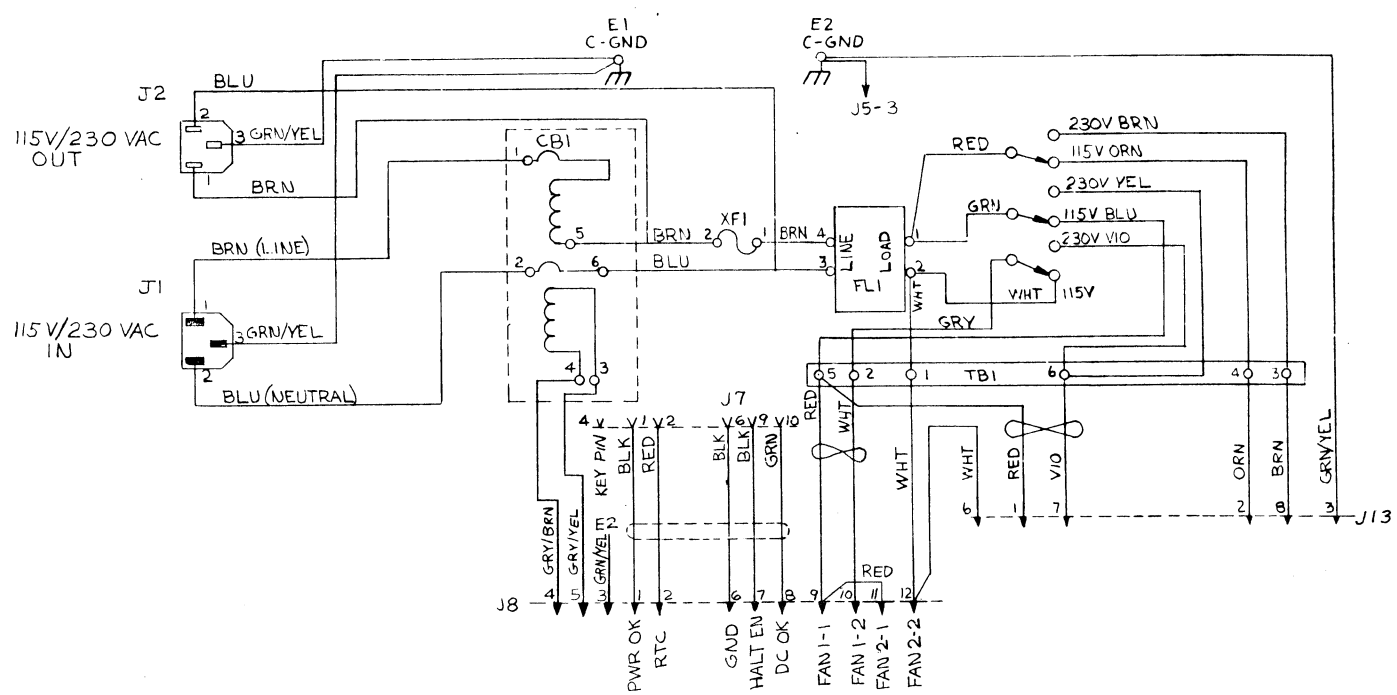 E1
C-GND
E2
C-GND
J5-3
J2
BLU
2
115V/230 VAC
OUT
3
GRN/YEL
1
BRN
BRN (LINE)
J1
1
115V/230 VAC
IN
3
GRN/YEL
2
BLU (NEUTRAL)
CB1
1
5
2
6
4
3
BRN
2
XF1
1
BRN
4
BLU
3
LINE
LOAD
FL1
1
2
RED
GRN
WHT
WHT
GRY
230V BRN
115V ORN
230V YEL
115V BLU
230V VIO
115V
5
2
1
TB1
6
4
3
RED
WHT
WHT
WHT
RED
VIO
ORN
BRN
GRN/YEL
6
1
7
2
8
3
J13
J7
4
1
2
6
9
10
KEY PIN
BLK
RED
BLK
BLK
GRN
E2
GRY/BRN
GRY/YEL
GRN/YEL
RED
J8
4
5
3
1
2
6
7
8
9
10
11
12
PWR OK
RTC
GND
HALT EN
DC OK
FAN 1-1
FAN 1-2
FAN 2-1
FAN 2-2